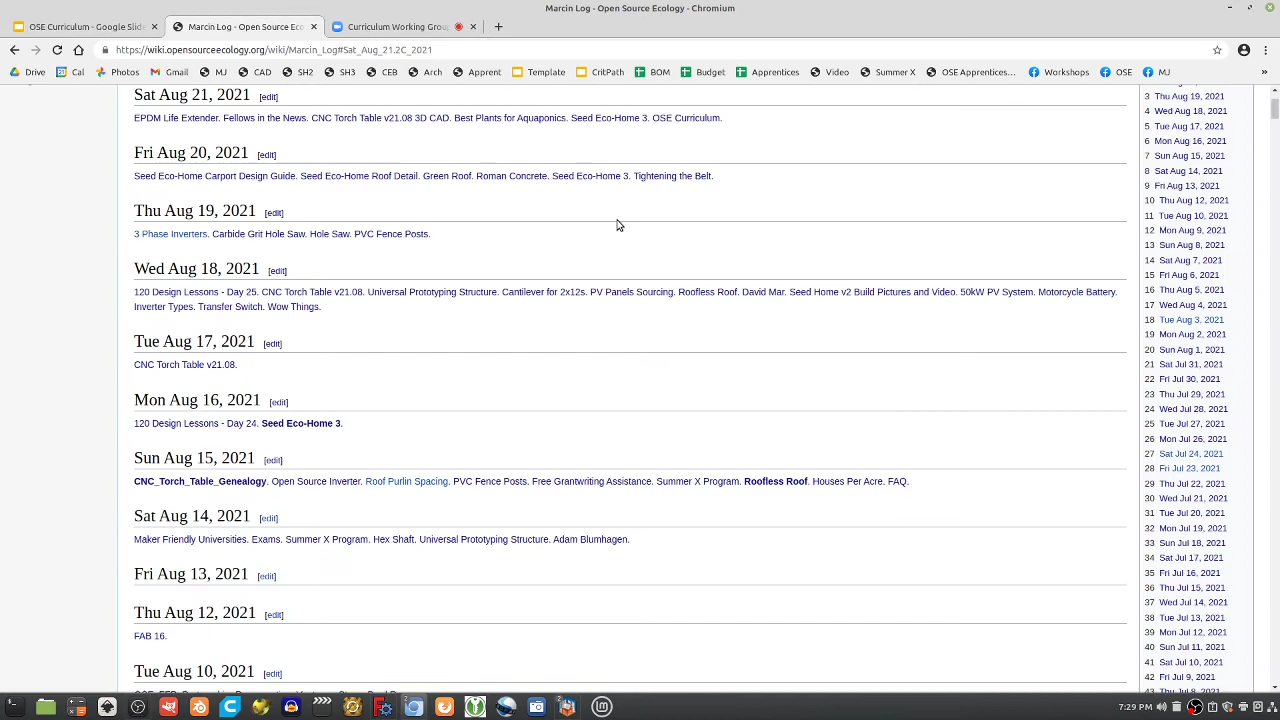 Marcin Log - Open Source Ecology - Chromium
OSE Curriculum - Google Slide
Marcin Log - Open Source Eco
Curriculum Working Grou
https://wiki.opensourceecology.org/wiki/Marcin_Log#Sat_Aug_21.2C_2021
Drive Cal Photos Gmail MJ CAD SH2 SH3 CEB Arch Apprent Template CritPath BOM Budget Apprentices Video Summer X OSE Apprentices... Workshops OSE MJ »
Sat Aug 21, 2021 [edit]
EPDM Life Extender. Fellows in the News. CNC Torch Table v21.08 3D CAD. Best Plants for Aquaponics. Seed Eco-Home 3. OSE Curriculum.
Fri Aug 20, 2021 [edit]
Seed Eco-Home Carport Design Guide. Seed Eco-Home Roof Detail. Green Roof. Roman Concrete. Seed Eco-Home 3. Tightening the Belt.
Thu Aug 19, 2021 [edit]
3 Phase Inverters. Carbide Grit Hole Saw. Hole Saw. PVC Fence Posts.
Wed Aug 18, 2021 [edit]
120 Design Lessons - Day 25. CNC Torch Table v21.08. Universal Prototyping Structure. Cantilever for 2x12s. PV Panels Sourcing. Roofless Roof. David Mar. Seed Home v2 Build Pictures and Video. 50kW PV System. Motorcycle Battery.
Inverter Types. Transfer Switch. Wow Things.
Tue Aug 17, 2021 [edit]
CNC Torch Table v21.08.
Mon Aug 16, 2021 [edit]
120 Design Lessons - Day 24. Seed Eco-Home 3.
Sun Aug 15, 2021 [edit]
CNC_Torch_Table_Genealogy. Open Source Inverter. Roof Purlin Spacing. PVC Fence Posts. Free Grantwriting Assistance. Summer X Program. Roofless Roof. Houses Per Acre. FAQ.
Sat Aug 14, 2021 [edit]
Maker Friendly Universities. Exams. Summer X Program. Hex Shaft. Universal Prototyping Structure. Adam Blumhagen.
Fri Aug 13, 2021 [edit]
Thu Aug 12, 2021 [edit]
FAB 16.
Tue Aug 10, 2021 [edit]
3 Thu Aug 19, 2021
4 Wed Aug 18, 2021
5 Tue Aug 17, 2021
6 Mon Aug 16, 2021
7 Sun Aug 15, 2021
8 Sat Aug 14, 2021
9 Fri Aug 13, 2021
10 Thu Aug 12, 2021
11 Tue Aug 10, 2021
12 Mon Aug 9, 2021
13 Sun Aug 8, 2021
14 Sat Aug 7, 2021
15 Fri Aug 6, 2021
16 Thu Aug 5, 2021
17 Wed Aug 4, 2021
18 Tue Aug 3, 2021
19 Mon Aug 2, 2021
20 Sun Aug 1, 2021
21 Sat Jul 31, 2021
22 Fri Jul 30, 2021
23 Thu Jul 29, 2021
24 Wed Jul 28, 2021
25 Tue Jul 27, 2021
26 Mon Jul 26, 2021
27 Sat Jul 24, 2021
28 Fri Jul 23, 2021
29 Thu Jul 22, 2021
30 Wed Jul 21, 2021
31 Tue Jul 20, 2021
32 Mon Jul 19, 2021
33 Sun Jul 18, 2021
34 Sat Jul 17, 2021
35 Fri Jul 16, 2021
36 Thu Jul 15, 2021
37 Wed Jul 14, 2021
38 Tue Jul 13, 2021
39 Mon Jul 12, 2021
40 Sun Jul 11, 2021
41 Sat Jul 10, 2021
42 Fri Jul 9, 2021
43 Thu Jul 8, 2021
7:29 PM